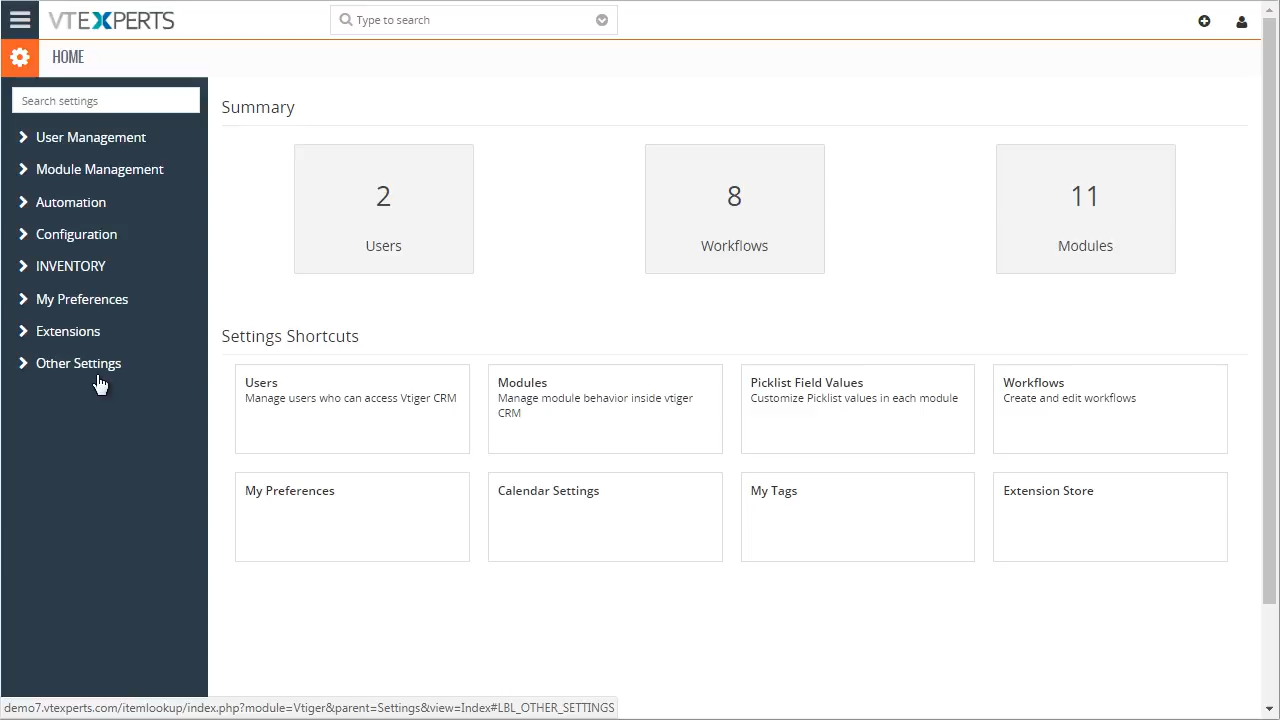 VTEXPERTS
Type to search
HOME
Search settings
User Management
Module Management
Automation
Configuration
INVENTORY
My Preferences
Extensions
Other Settings
Summary
2
Users
8
Workflows
11
Modules
Settings Shortcuts
Users
Manage users who can access Vtiger CRM
Modules
Manage module behavior inside vtiger
CRM
Picklist Field Values
Customize Picklist values in each module
Workflows
Create and edit workflows
My Preferences
Calendar Settings
My Tags
Extension Store
demo7.vtexperts.com/itemlookup/index.php?module=Vtiger&parent=Settings&view=Index#LBL_OTHER_SETTINGS